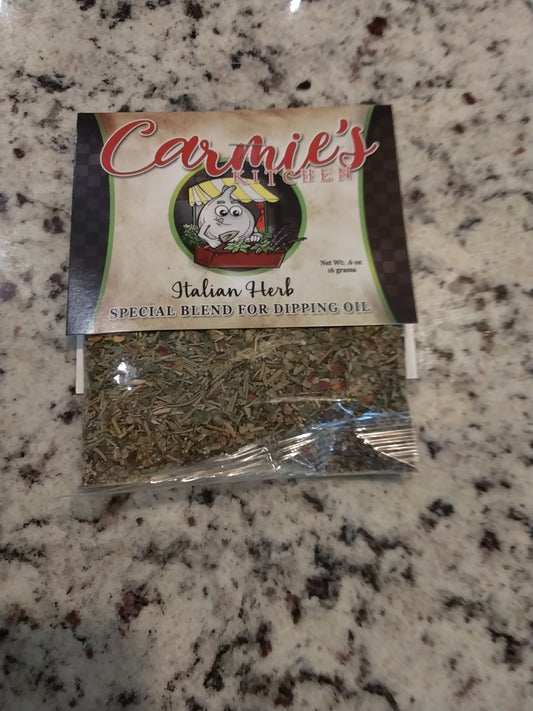 Carmie's
KITCHEN
Net Wt: .6 oz
16 grams
Italian Herb
SPECIAL BLEND FOR DIPPING OIL